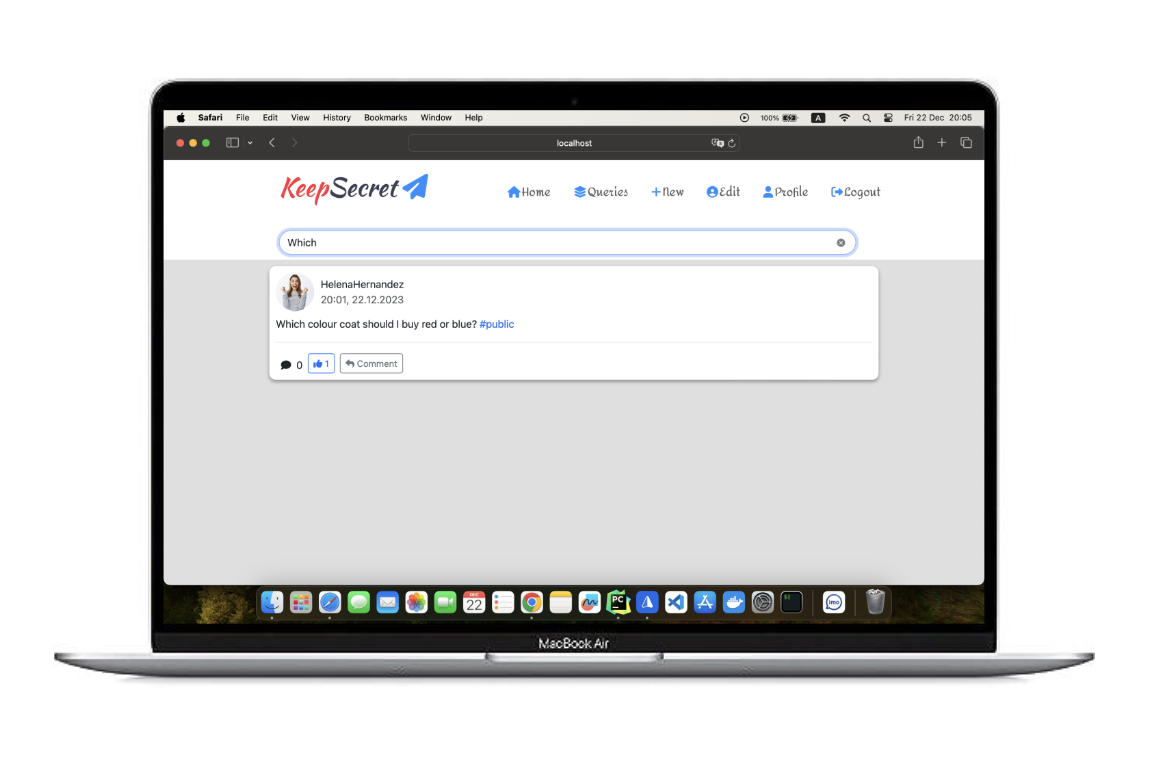 Safari File Edit View History Bookmarks Window Help 100% A Fri 22 Dec 20:05
localhost
KeepSecret Home Queries New Edit Profile Logout
Which
HelenaHernandez
20:01, 22.12.2023
Which colour coat should I buy red or blue? #public
0 1 Comment
DEC
22 PC imo
MacBook Air